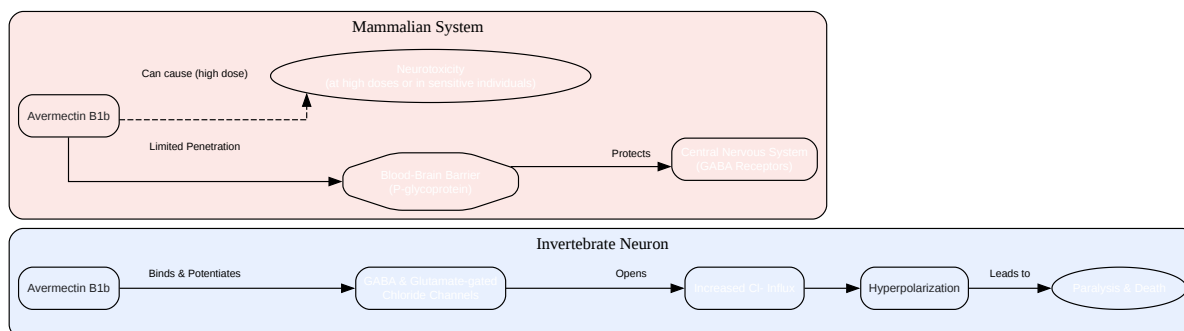 Mammalian System
Can cause (high dose)
Neurotoxicity
(at high doses or in sensitive individuals)
Avermectin B1b
Limited Penetration
Blood-Brain Barrier
(P-glycoprotein)
Protects
Central Nervous System
(GABA Receptors)
Invertebrate Neuron
Avermectin B1b
Binds & Potentiates
GABA & Glutamate-gated
Chloride Channels
Opens
Increased Cl- Influx
Hyperpolarization
Leads to
Paralysis & Death